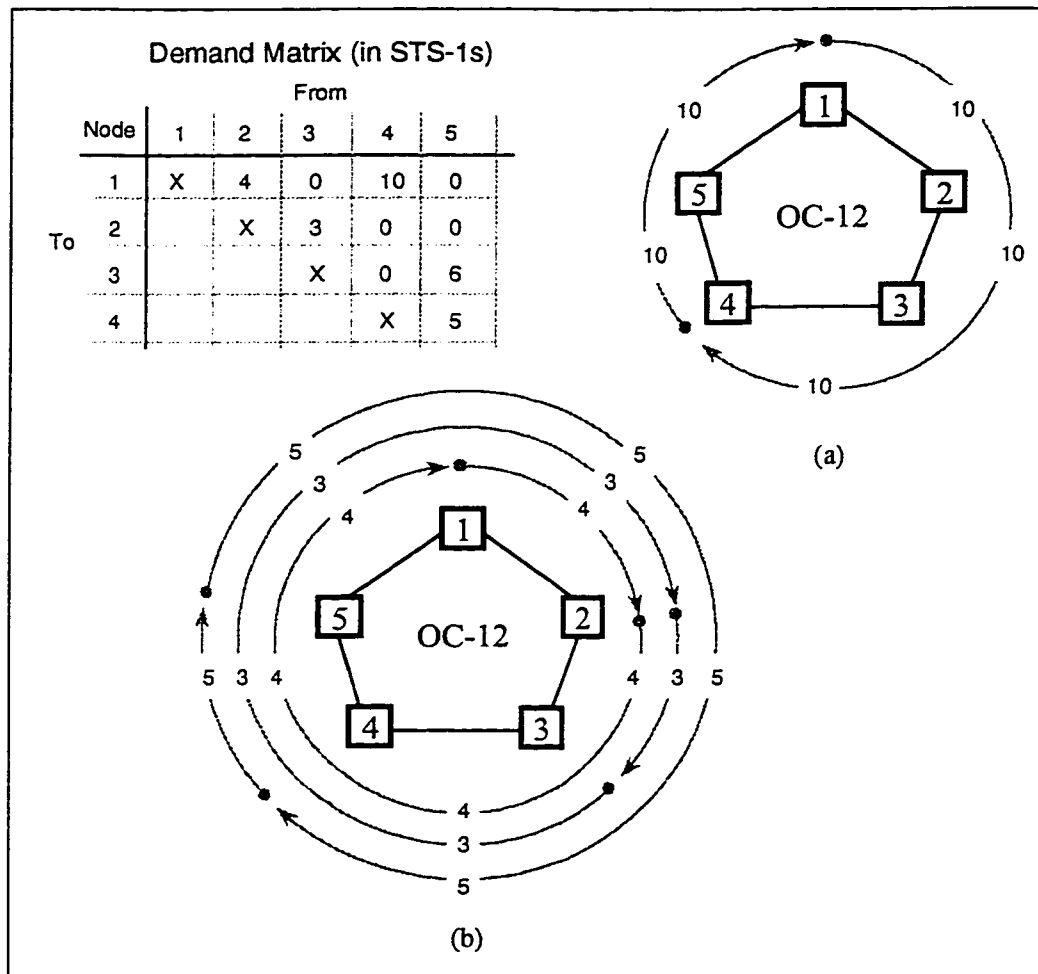 Demand Matrix (in STS-1s)
From
Node 1 2 3 4 5
1 X 4 0 10 0
To
2 X 3 0 0
3 X 0 6
4 X 5
10 10
1
5 2
OC-12
10 10
4 3
10
(a)
5 5
3 3
4 4
1
5 2
OC-12
5 3 4 4 3 5
4 3
4
3
5
(b)